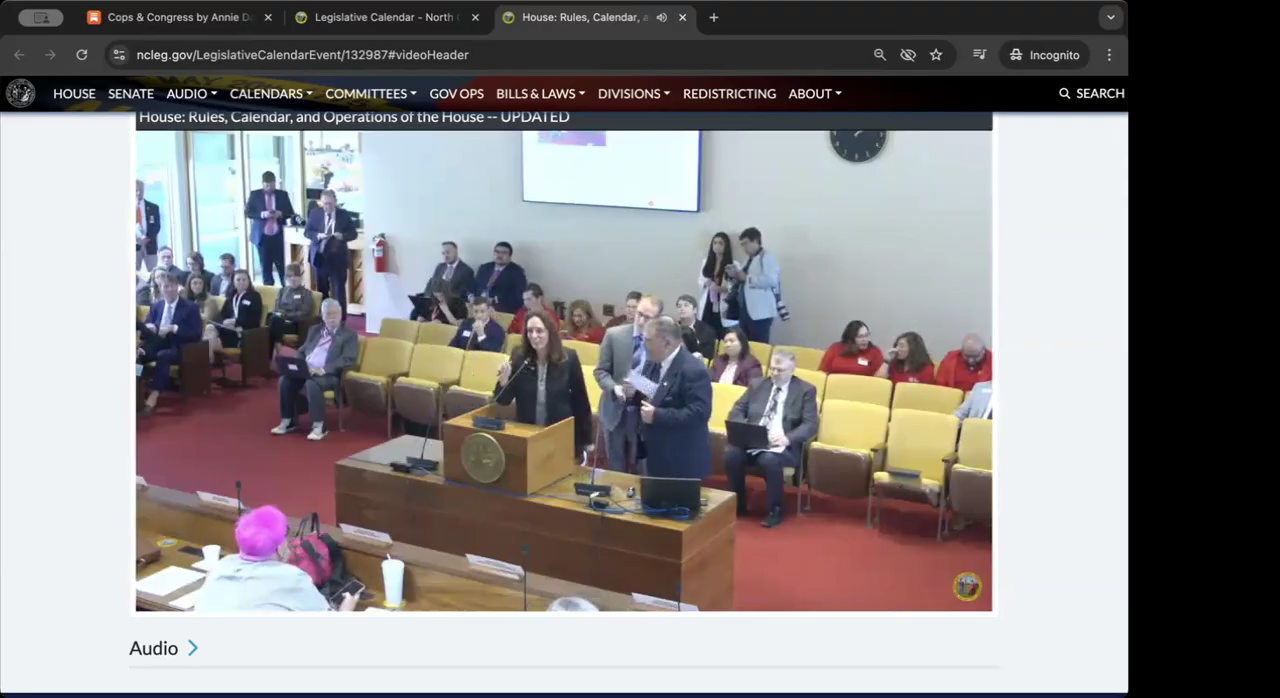 Cops & Congress by Annie D
Legislative Calendar - North
House: Rules, Calendar, a
ncleg.gov/LegislativeCalendarEvent/132987#videoHeader
Incognito
HOUSE SENATE AUDIO CALENDARS COMMITTEES GOV OPS BILLS & LAWS DIVISIONS REDISTRICTING ABOUT SEARCH
House: Rules, Calendar, and Operations of the House -- UPDATED
Audio